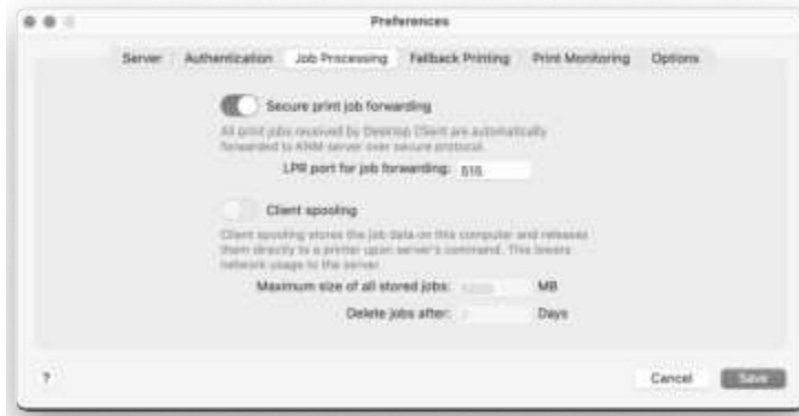 Preferences
Server Authentication Job Processing Fallback Printing Print Monitoring Options
Secure print job forwarding
All print jobs received by Desktop Client are automatically
forwarded to KNM server over secure protocol.
LPR port for job forwarding: 515
Client spooling
Client spooling stores the job data on this computer and releases
them directly to a printer upon server's command. This lowers
network usage to the server.
Maximum size of all stored jobs: MB
Delete jobs after: Days
? Cancel Save